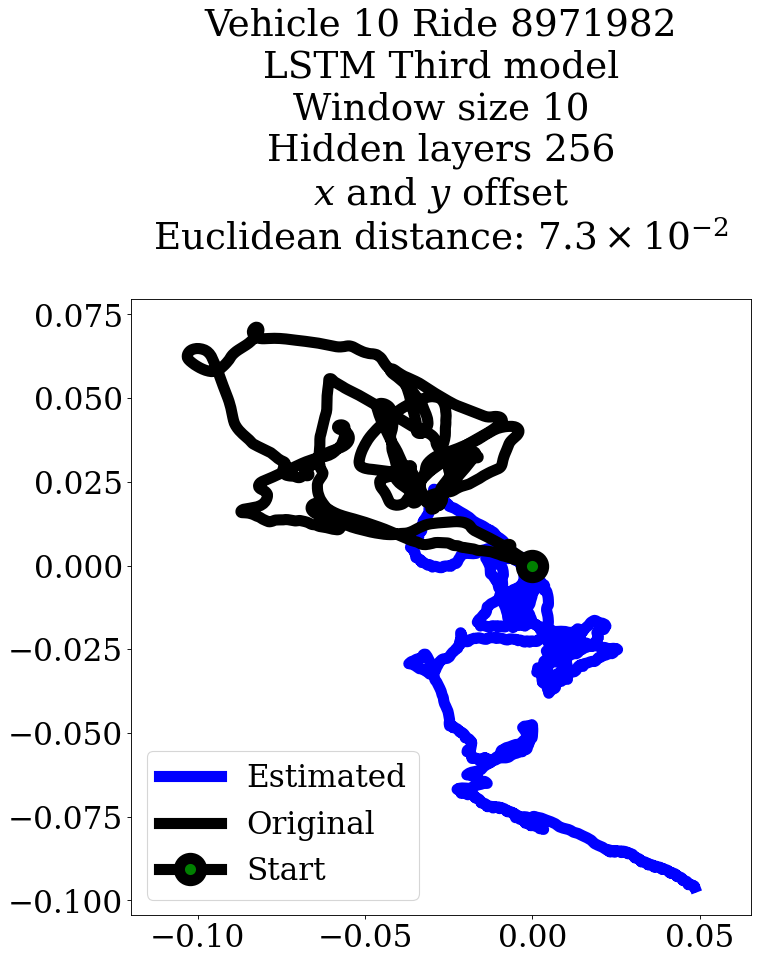 Vehicle 10 Ride 8971982
LSTM Third model
Window size 10
Hidden layers 256
x and y offset
Euclidean distance: 7.3 × 10⁻²
0.075
0.050
0.025
0.000
−0.025
−0.050
−0.075
−0.100
Estimated
Original
Start
−0.10
−0.05
0.00
0.05